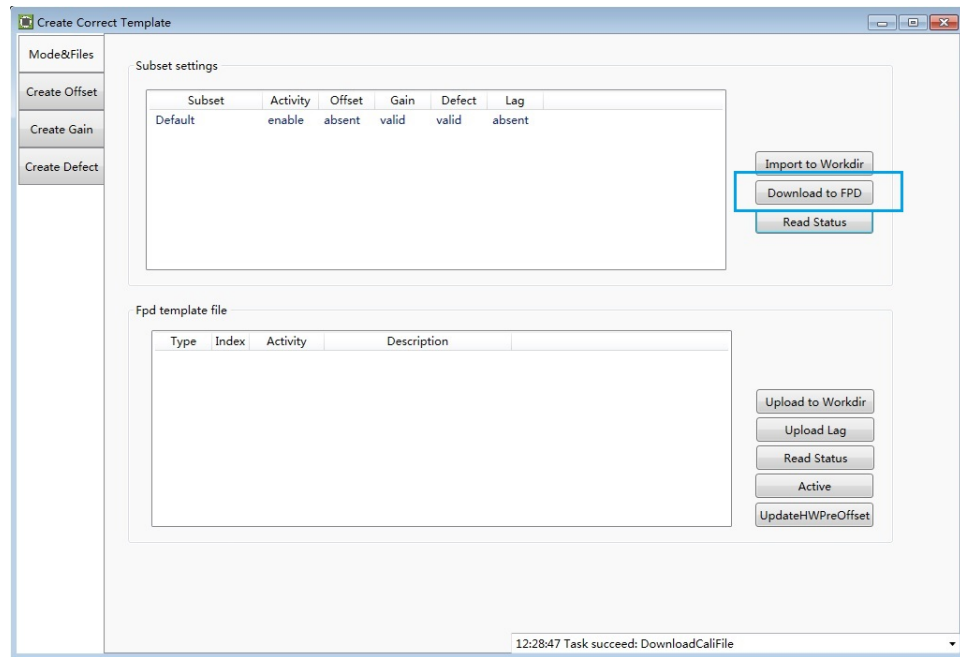 Create Correct Template
Mode&Files
Create Offset
Create Gain
Create Defect
Subset settings
Subset Activity Offset Gain Defect Lag
Default enable absent valid valid absent
Import to Workdir
Download to FPD
Read Status
Fpd template file
Type Index Activity Description
Upload to Workdir
Upload Lag
Read Status
Active
UpdateHWPreOffset
12:28:47 Task succeed: DownloadCaliFile